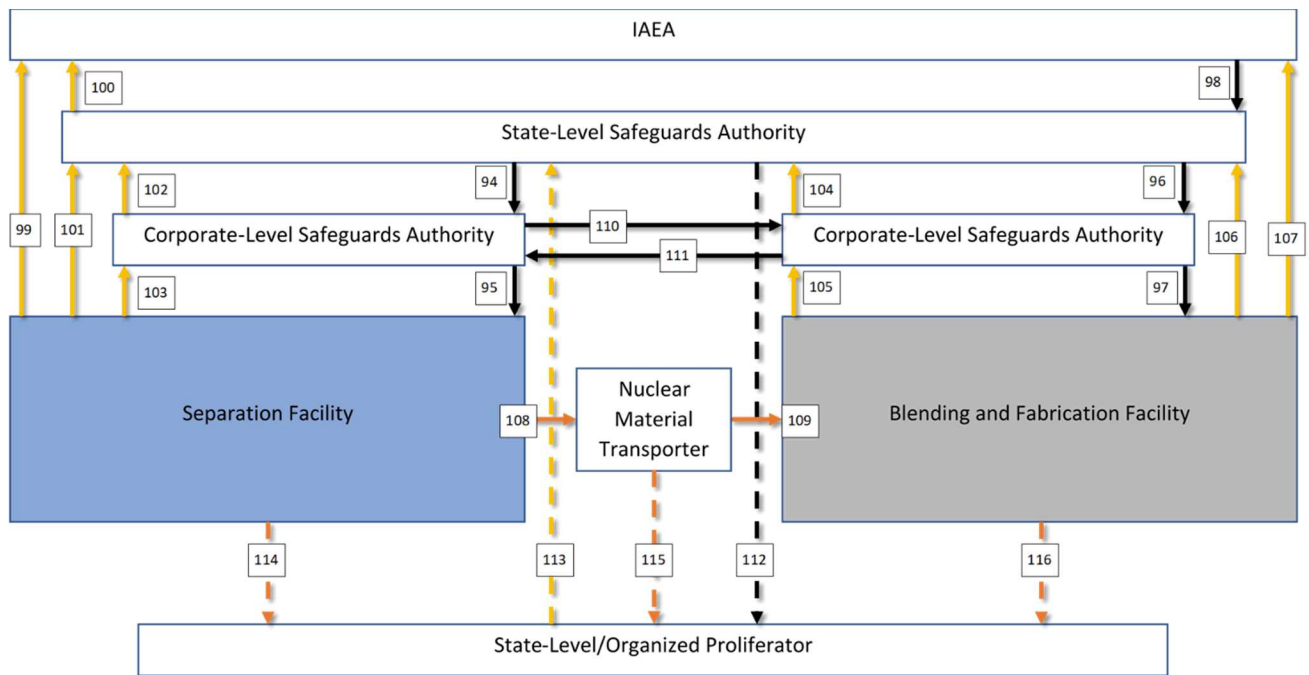 IAEA
100
98
State-Level Safeguards Authority
102
94
104
96
99
101
Corporate-Level Safeguards Authority
110
111
Corporate-Level Safeguards Authority
106
107
103
95
105
97
Separation Facility
108
Nuclear
Material
Transporter
109
Blending and Fabrication Facility
114
113
115
112
116
State-Level/Organized Proliferator